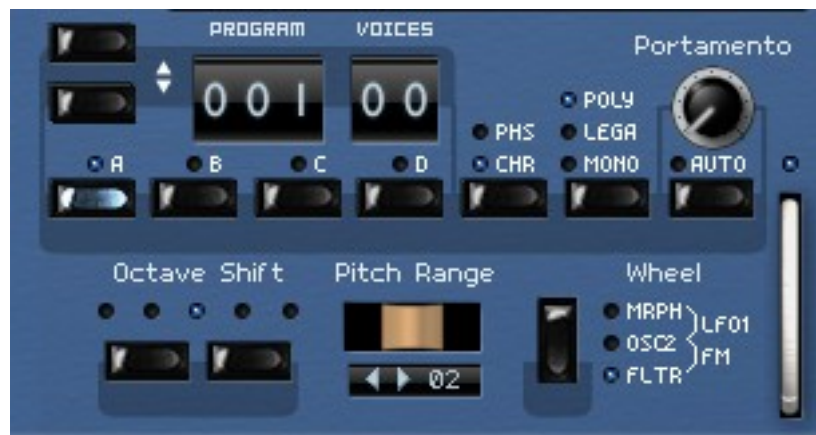 PROGRAM VOICES
Portamento
001 00
POLY
PHS LEGA
A B C D CHR MONO AUTO
Octave Shift Pitch Range Wheel
MRPH
LFO1
OSC2
FM
02 FLTR